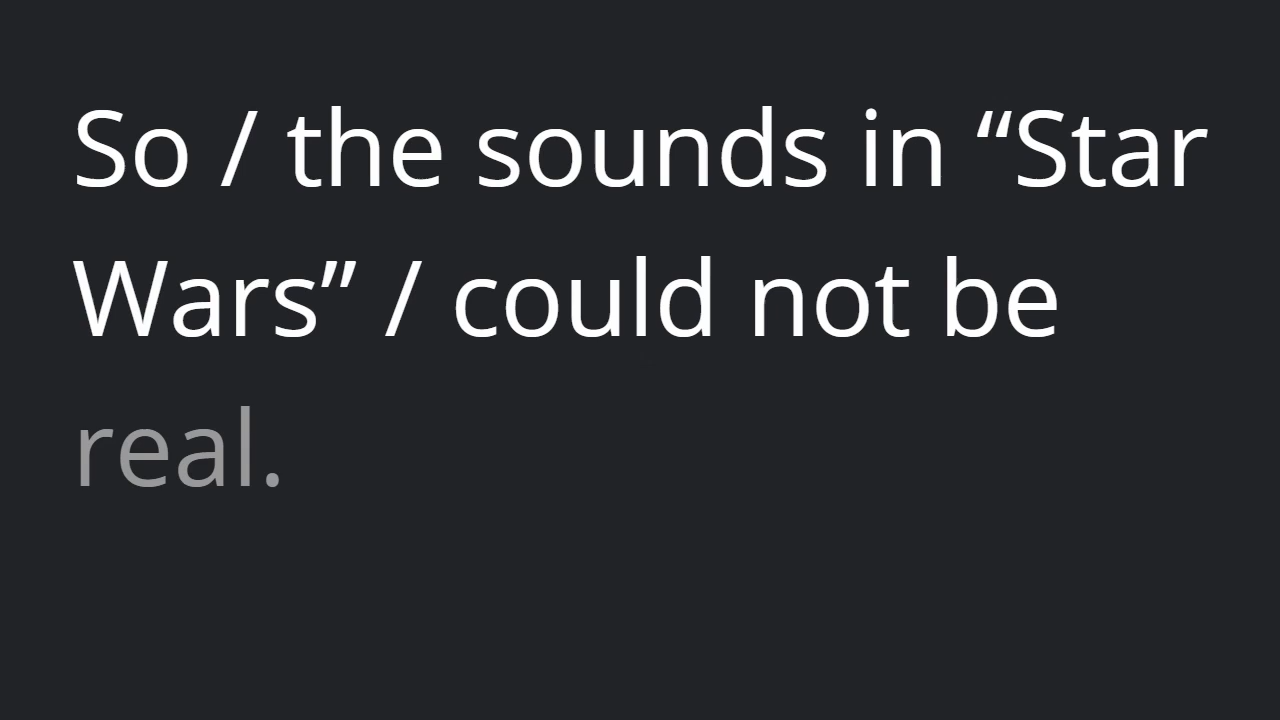 So / the sounds in “Star
Wars” / could not be
real.